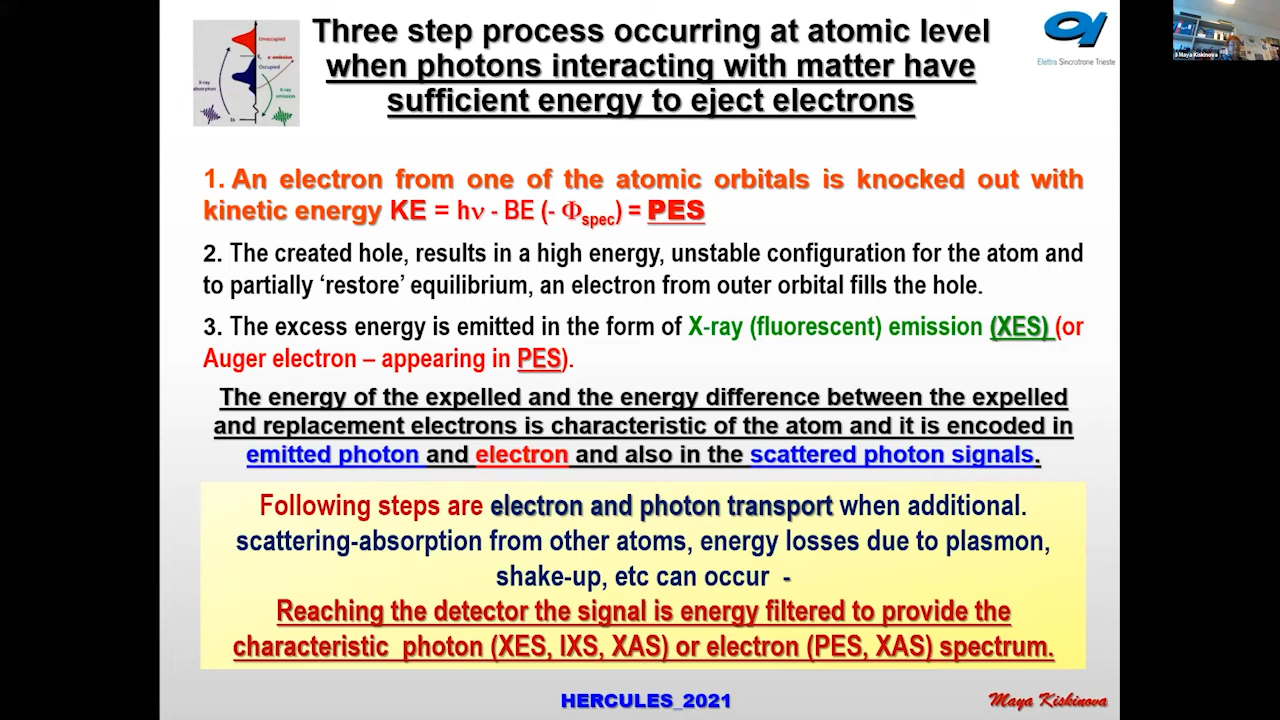 Three step process occurring at atomic level
when photons interacting with matter have
sufficient energy to eject electrons
Unoccupied
Occupied
X-ray
absorption
X-ray
emission
1s
Elettra Sincrotrone Trieste
Maya Kiskinova
1. An electron from one of the atomic orbitals is knocked out with
kinetic energy KE = hν - BE (- Φspec) = PES
2. The created hole, results in a high energy, unstable configuration for the atom and
to partially ‘restore’ equilibrium, an electron from outer orbital fills the hole.
3. The excess energy is emitted in the form of X-ray (fluorescent) emission (XES) (or
Auger electron – appearing in PES).
The energy of the expelled and the energy difference between the expelled
and replacement electrons is characteristic of the atom and it is encoded in
emitted photon and electron and also in the scattered photon signals.
Following steps are electron and photon transport when additional.
scattering-absorption from other atoms, energy losses due to plasmon,
shake-up, etc can occur -
Reaching the detector the signal is energy filtered to provide the
characteristic photon (XES, IXS, XAS) or electron (PES, XAS) spectrum.
HERCULES_2021
Maya Kiskinova